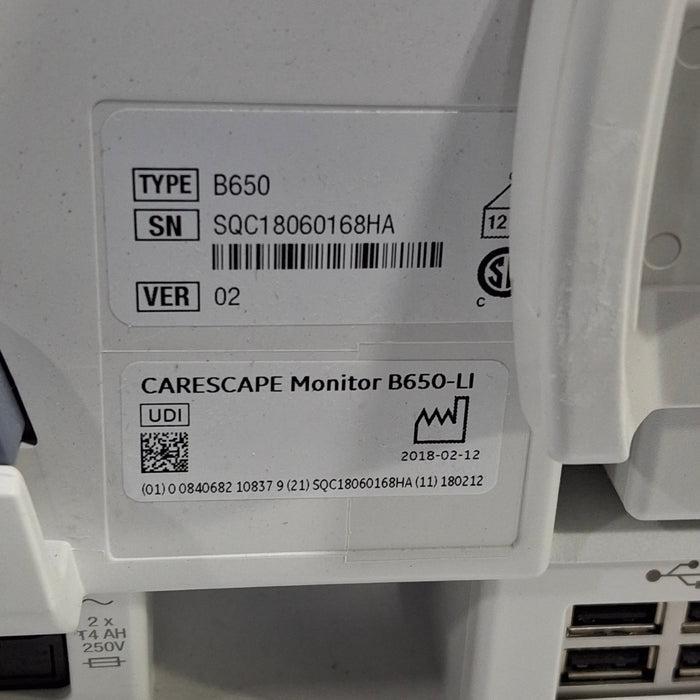 TYPE B650
SN SQC18060168HA
12
VER 02
C
CARESCAPE Monitor B650-LI
UDI
2018-02-12
(01) 0 0840682 10837 9 (21) SQC18060168HA (11) 180212
2 x
T4 AH
250V